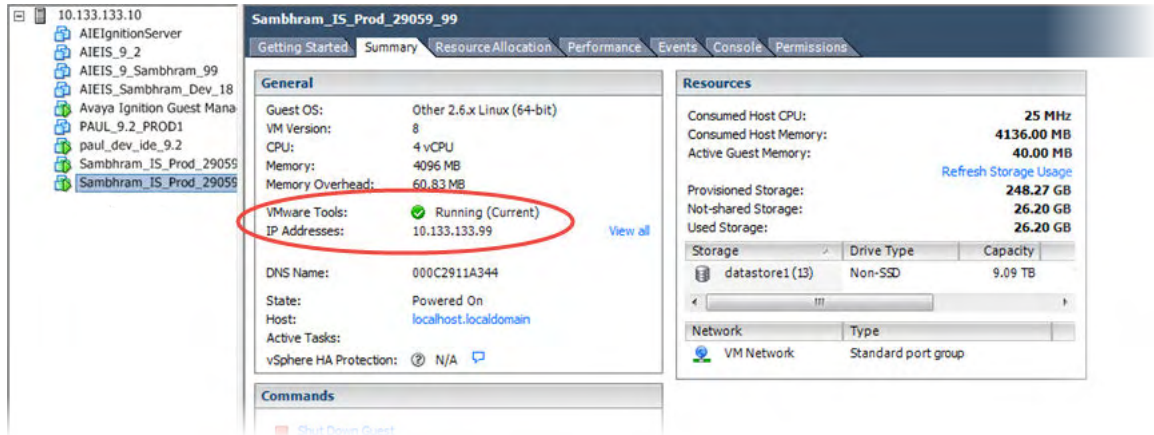 10.133.133.10
AIEIgnitionServer
AIEIS_9_2
AIEIS_9_Sambhram_99
AIEIS_Sambhram_Dev_18
Avaya Ignition Guest Mana
PAUL_9.2_PROD1
paul_dev_ide_9.2
Sambhram_IS_Prod_29059
Sambhram_IS_Prod_29059
Sambhram_IS_Prod_29059_99
Getting Started Summary Resource Allocation Performance Events Console Permissions
General
Guest OS: Other 2.6.x Linux (64-bit)
VM Version: 8
CPU: 4 vCPU
Memory: 4096 MB
Memory Overhead: 60.83 MB
VMware Tools: Running (Current)
IP Addresses: 10.133.133.99 View all
DNS Name: 000C2911A344
State: Powered On
Host: localhost.localdomain
Active Tasks:
vSphere HA Protection: N/A
Commands
Shut Down Guest
Resources
Consumed Host CPU: 25 MHz
Consumed Host Memory: 4136.00 MB
Active Guest Memory: 40.00 MB
Refresh Storage Usage
Provisioned Storage: 248.27 GB
Not-shared Storage: 26.20 GB
Used Storage: 26.20 GB
Storage Drive Type Capacity
datastore1 (13) Non-SSD 9.09 TB
Network Type
VM Network Standard port group